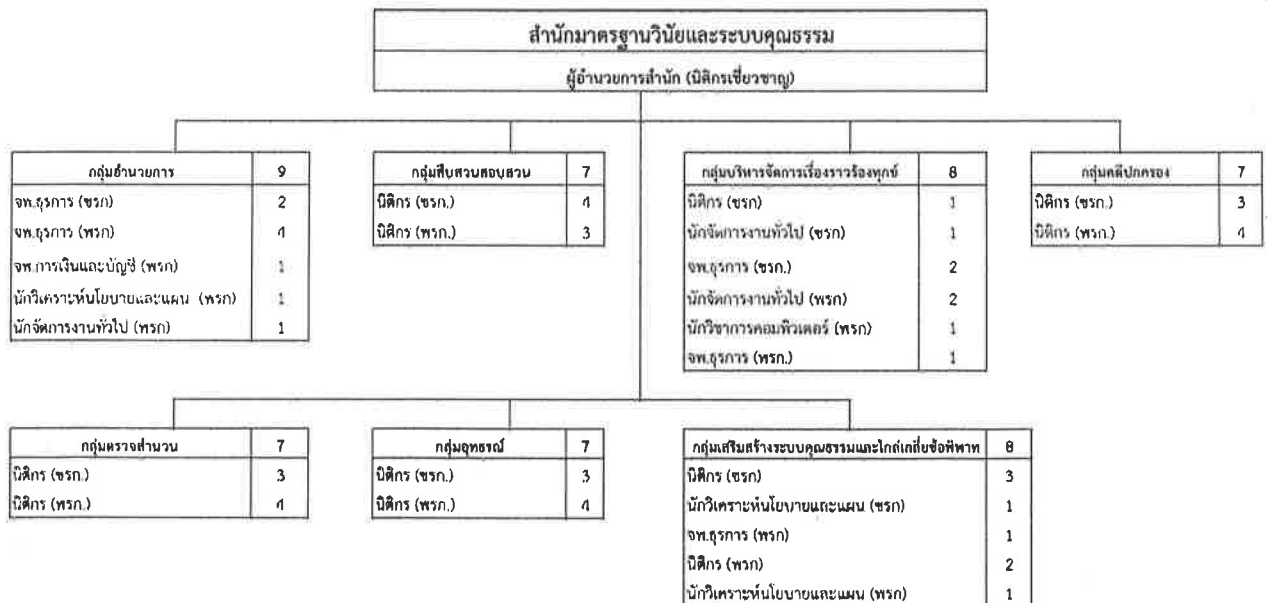 สำนักมาตรฐานวินัยและระบบคุณธรรม
ผู้อำนวยการสำนัก (นิติกรเชี่ยวชาญ)
กลุ่มอำนวยการ 9
จพ.ธุรการ (ขรก) 2
จพ.ธุรการ (พรก) 4
จพ.การเงินและบัญชี (พรก) 1
นักวิเคราะห์นโยบายและแผน (พรก) 1
นักจัดการงานทั่วไป (พรก) 1
กลุ่มสืบสวนสอบสวน 7
นิติกร (ขรก.) 4
นิติกร (พรก.) 3
กลุ่มบริหารจัดการเรื่องราวร้องทุกข์ 8
นิติกร (ขรก) 1
นักจัดการงานทั่วไป (ขรก) 1
จพ.ธุรการ (ขรก.) 2
นักจัดการงานทั่วไป (พรก) 2
นักวิชาการคอมพิวเตอร์ (พรก) 1
จพ.ธุรการ (พรก.) 1
กลุ่มคดีปกครอง 7
นิติกร (ขรก.) 3
นิติกร (พรก.) 4
กลุ่มตรวจสำนวน 7
นิติกร (ขรก.) 3
นิติกร (พรก.) 4
กลุ่มอุทธรณ์ 7
นิติกร (ขรก.) 3
นิติกร (พรก.) 4
กลุ่มเสริมสร้างระบบคุณธรรมและไกล่เกลี่ยข้อพิพาท 8
นิติกร (ขรก) 3
นักวิเคราะห์นโยบายและแผน (ขรก) 1
จพ.ธุรการ (พรก) 1
นิติกร (พรก) 2
นักวิเคราะห์นโยบายและแผน (พรก) 1